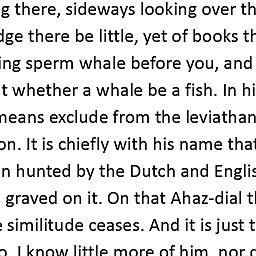 g there, sideways looking over th
dge there be little, yet of books th
ing sperm whale before you, and
t whether a whale be a fish. In hi
means exclude from the leviathan
on. It is chiefly with his name that
n hunted by the Dutch and Englis
graved on it. On that Ahaz-dial t
e similitude ceases. And it is just t
o. I know little more of him, nor d